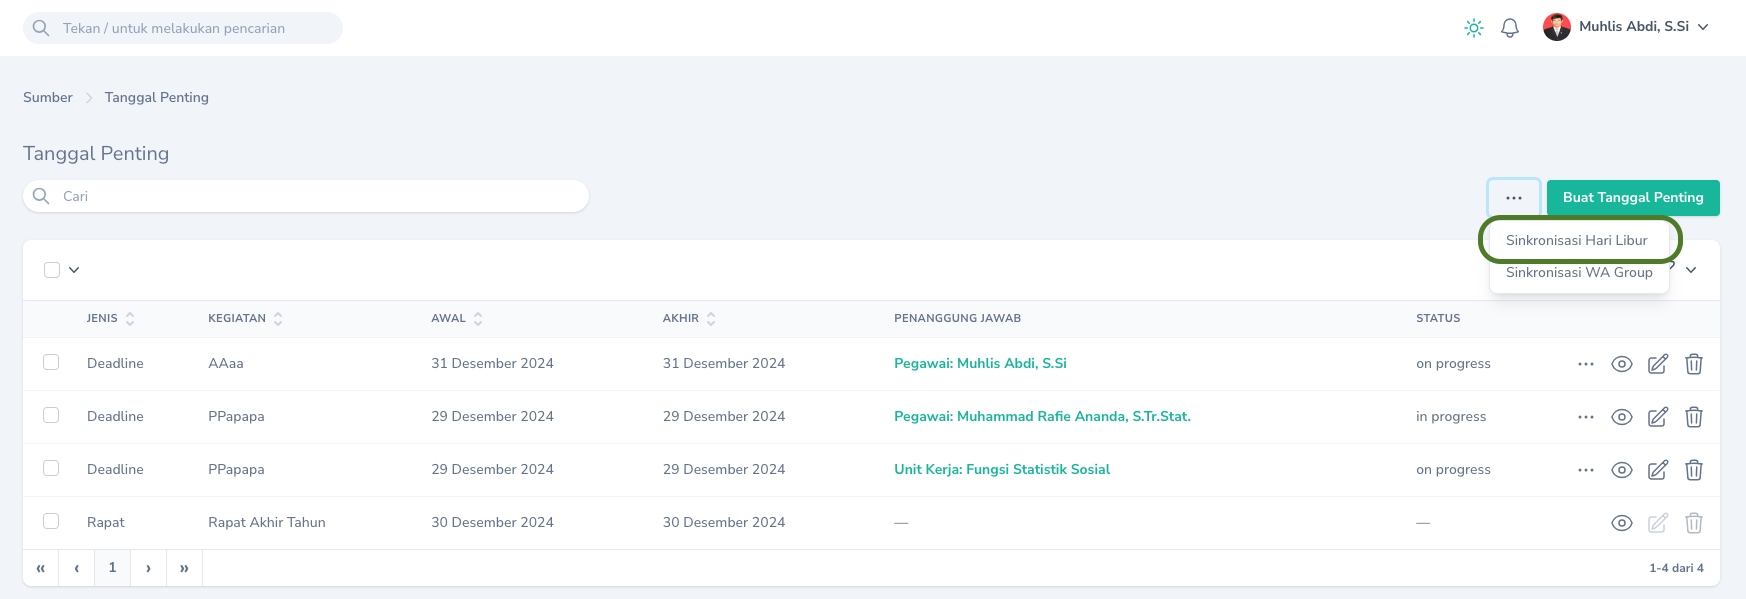 Tekan / untuk melakukan pencarian
Muhlis Abdi, S.Si
Sumber > Tanggal Penting
Tanggal Penting
Cari
... Buat Tanggal Penting
Sinkronisasi Hari Libur
Sinkronisasi WA Group
JENIS KEGIATAN AWAL AKHIR PENANGGUNG JAWAB STATUS
Deadline AAaa 31 Desember 2024 31 Desember 2024 Pegawai: Muhlis Abdi, S.Si on progress ...
Deadline PPapapa 29 Desember 2024 29 Desember 2024 Pegawai: Muhammad Rafie Ananda, S.Tr.Stat. in progress ...
Deadline PPapapa 29 Desember 2024 29 Desember 2024 Unit Kerja: Fungsi Statistik Sosial on progress ...
Rapat Rapat Akhir Tahun 30 Desember 2024 30 Desember 2024 — —
« ‹ 1 › » 1-4 dari 4